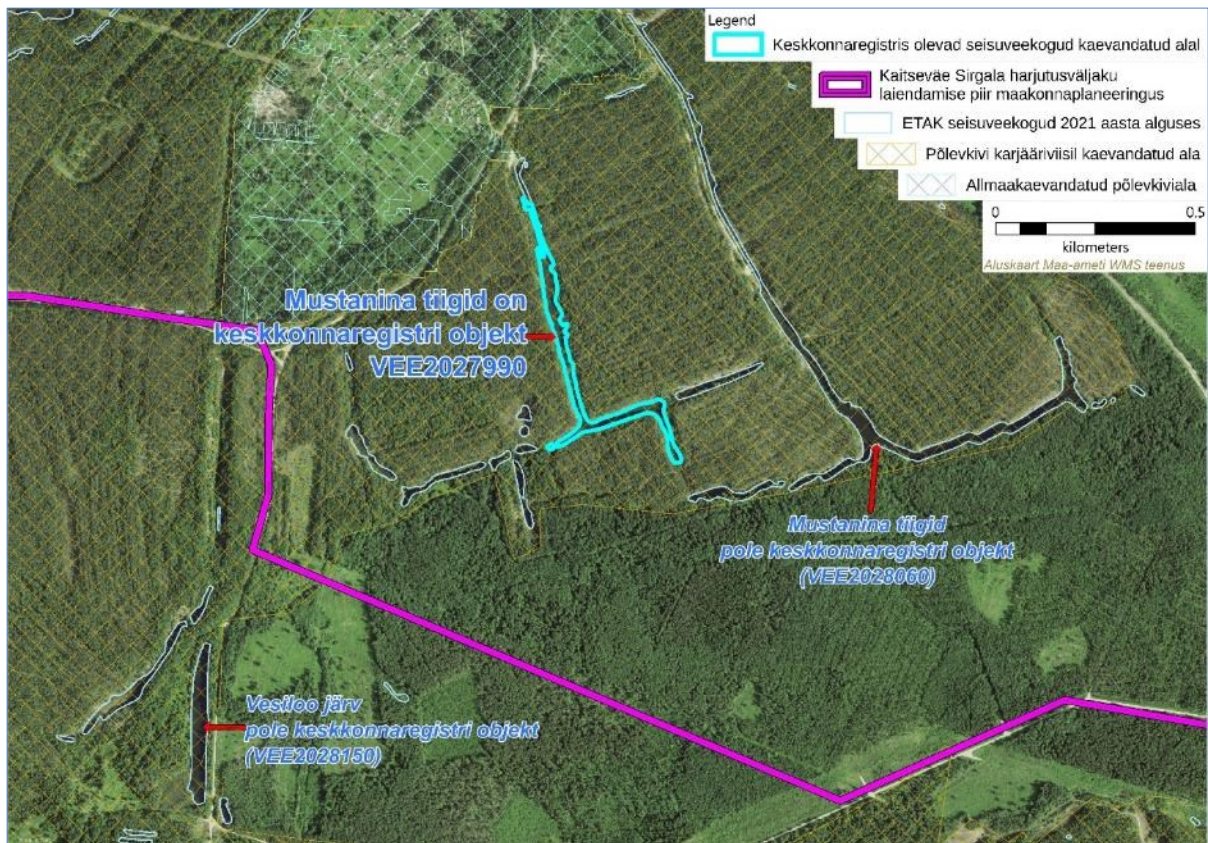 Legend
Keskkonnaregistris olevad seisuveekogud kaevandatud alal
Kaitseväe Sirgala harjutusväljaku
laiendamise piir maakonnaplaneeringus
ETAK seisuveekogud 2021 aasta alguses
Põlevkivi karjääriviisil kaevandatud ala
Allmaakaevandatud põlevkiviala
0 0.5
kilometers
Aluskaart Maa-ameti WMS teenus
Mustanina tiigid on
keskkonnaregistri objekt
VEE2027990
Mustanina tiigid
pole keskkonnaregistri objekt
(VEE2028060)
Vesiloo järv
pole keskkonnaregistri objekt
(VEE2028150)